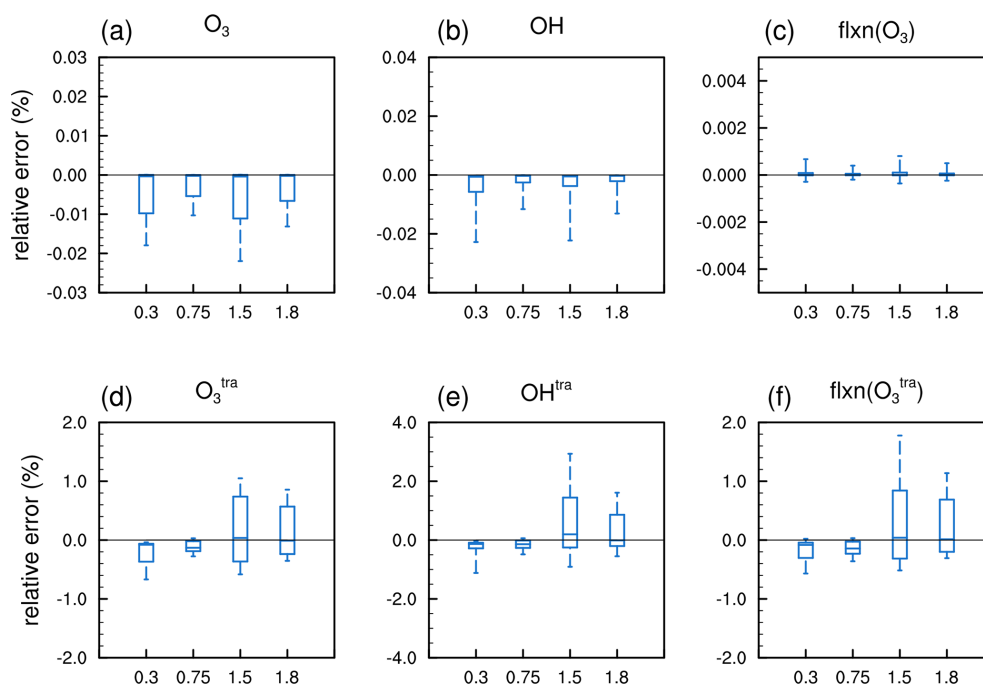 (a) O₃
(b) OH
(c) flxn(O₃)
relative error (%)
0.03
0.02
0.01
0.00
-0.01
-0.02
-0.03
0.3 0.75 1.5 1.8
0.04
0.02
0.00
-0.02
-0.04
0.3 0.75 1.5 1.8
0.004
0.002
0.000
-0.002
-0.004
0.3 0.75 1.5 1.8
(d) O₃ᵗʳᵃ
(e) OHᵗʳᵃ
(f) flxn(O₃ᵗʳᵃ)
relative error (%)
2.0
1.0
0.0
-1.0
-2.0
0.3 0.75 1.5 1.8
4.0
2.0
0.0
-2.0
-4.0
0.3 0.75 1.5 1.8
2.0
1.0
0.0
-1.0
-2.0
0.3 0.75 1.5 1.8